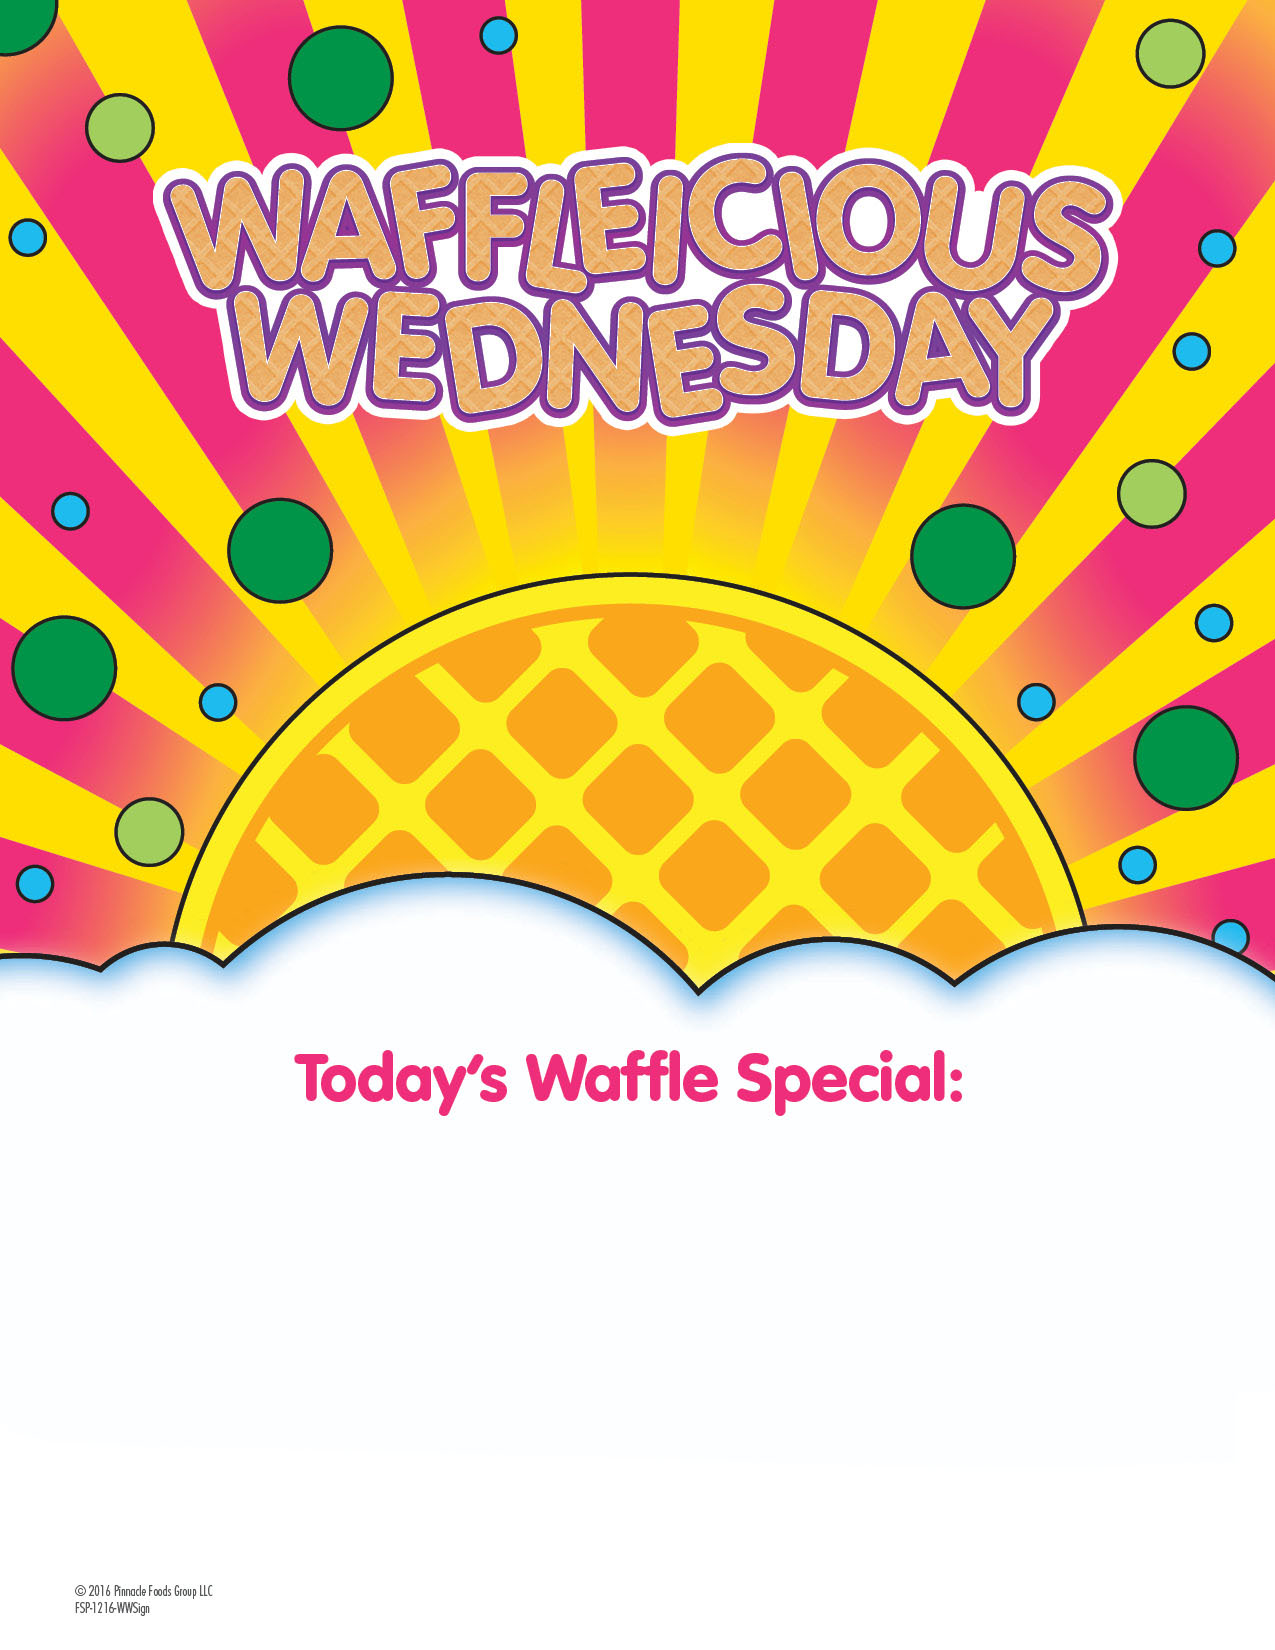 WAFFLEICIOUS
WEDNESDAY
Today's Waffle Special:
© 2016 Pinnacle Foods Group LLC
FSP-1216-WWSign